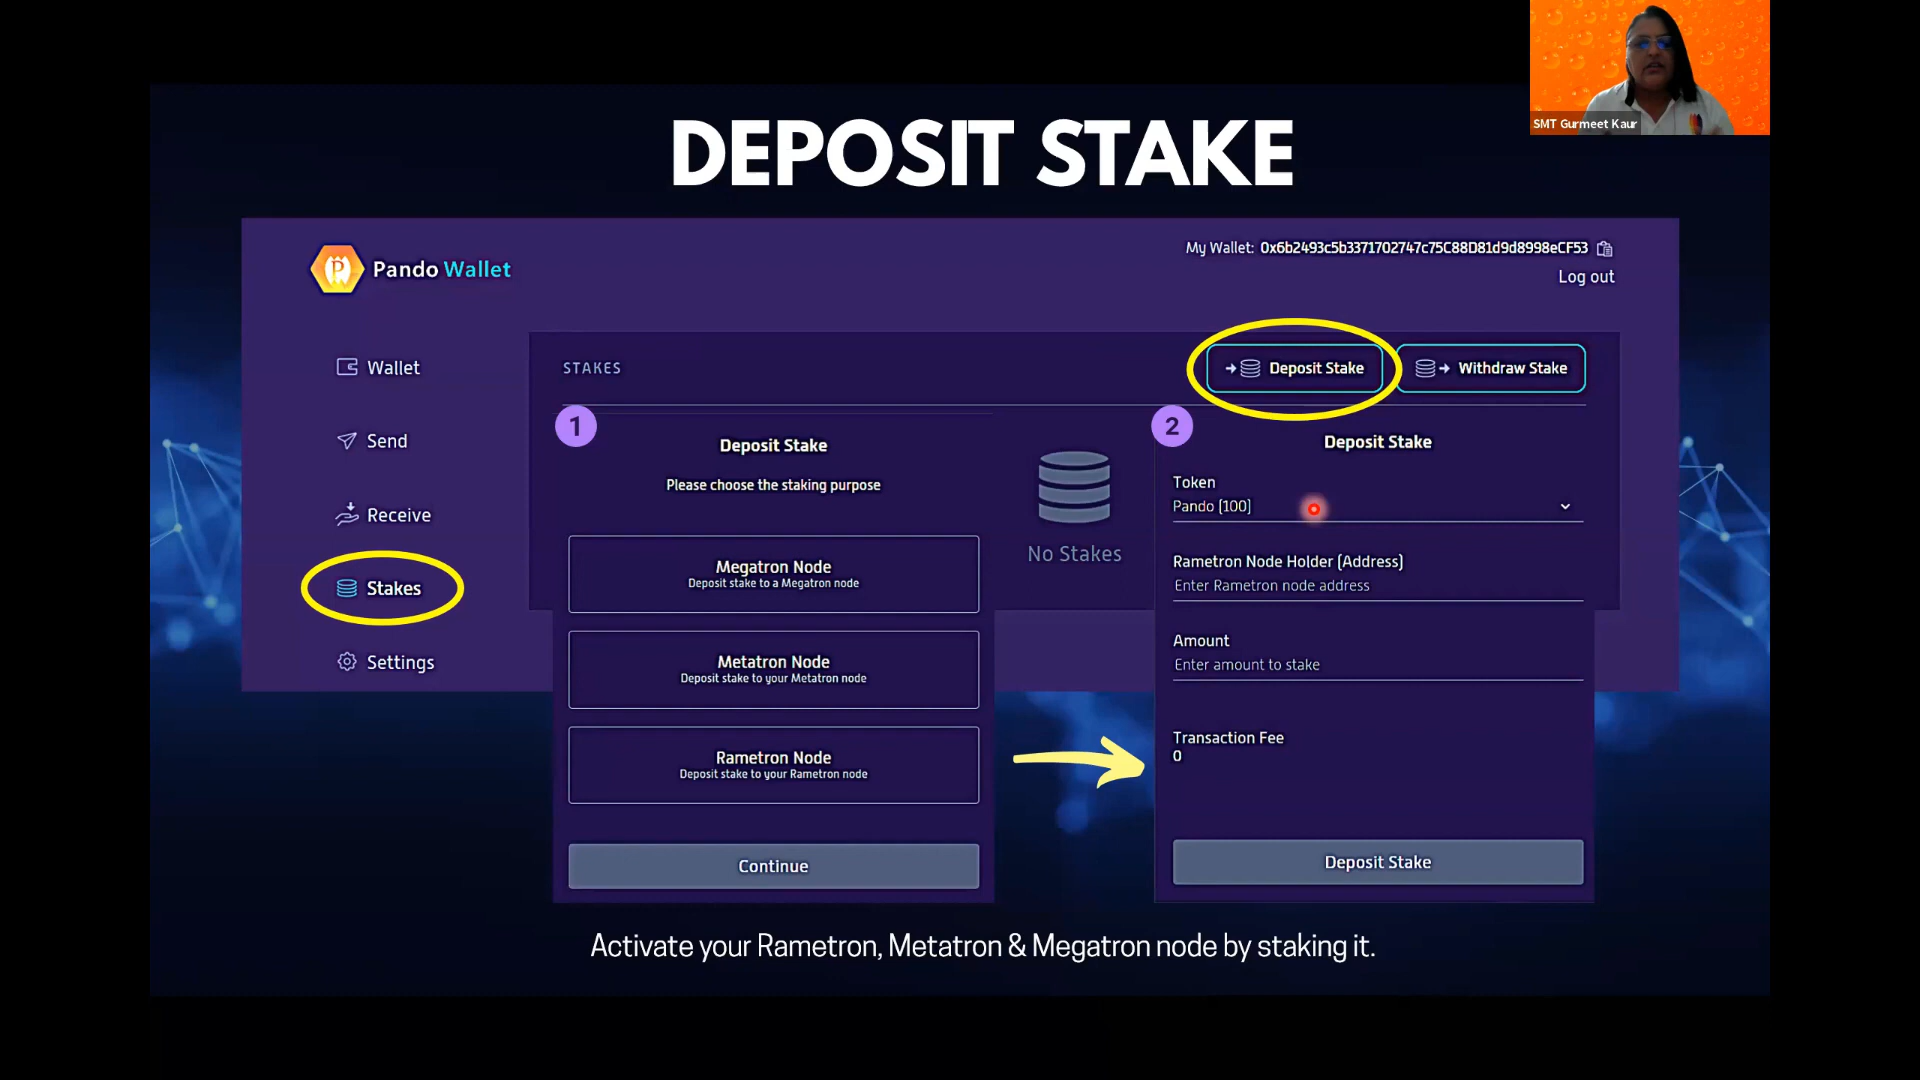 SMT Gurmeet Kaur
DEPOSIT STAKE
Pando Wallet
My Wallet: 0x6b2493c5b3371702747c75C88D81d9d8998eCF53
Log out
Wallet
Send
Receive
Stakes
Settings
STAKES
Deposit Stake
Withdraw Stake
1
Deposit Stake
Please choose the staking purpose
Megatron Node
Deposit stake to a Megatron node
Metatron Node
Deposit stake to your Metatron node
Rametron Node
Deposit stake to your Rametron node
Continue
No Stakes
2
Deposit Stake
Token
Pando [100]
Rametron Node Holder (Address)
Enter Rametron node address
Amount
Enter amount to stake
Transaction Fee
0
Deposit Stake
Activate your Rametron, Metatron & Megatron node by staking it.